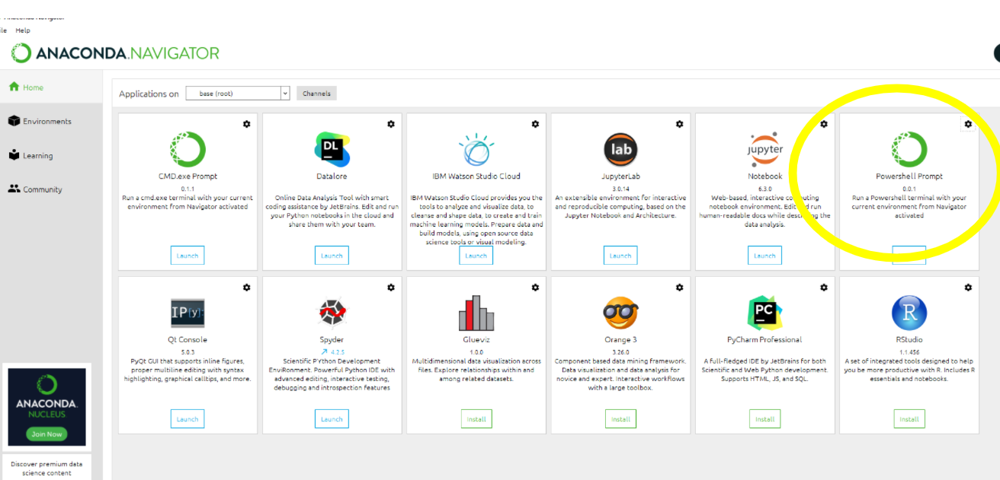 Help
ANACONDA.NAVIGATOR
Home
Applications on base (root) Channels
Environments
Learning
Community
CMD.exe Prompt
0.1.1
Run a cmd.exe terminal with your current
environment from Navigator activated
Launch
DL
Datalore
Online Data Analysis Tool with smart
coding assistance by JetBrains. Edit and run
your Python notebooks in the cloud and
share them with your team.
Launch
IBM Watson Studio Cloud
IBM Watson Studio Cloud provides you the
tools to analyze and visualize data, to
cleanse and shape data, to create and train
machine learning models. Prepare data and
build models, using open source data
science tools or visual modeling.
Launch
lab
JupyterLab
3.0.14
An extensible environment for interactive
and reproducible computing, based on the
Jupyter Notebook and Architecture.
Launch
jupyter
Notebook
6.3.0
Web-based, interactive computing
notebook environment. Edit and run
human-readable docs while describing the
data analysis.
Launch
Powershell Prompt
0.0.1
Run a Powershell terminal with your
current environment from Navigator
activated
IP[y]:
Qt Console
5.0.3
PyQt GUI that supports inline figures,
proper multiline editing with syntax
highlighting, graphical calltips, and more.
Launch
Spyder
4.2.5
Scientific PYthon Development
EnviRonment. Powerful Python IDE with
advanced editing, interactive testing,
debugging and introspection features
Launch
Glueviz
1.0.0
Multidimensional data visualization across
files. Explore relationships within and
among related datasets.
Install
Orange 3
3.26.0
Component based data mining framework.
Data visualization and data analysis for
novice and expert. Interactive workflows
with a large toolbox.
Install
PC
PyCharm Professional
A full-fledged IDE by JetBrains for both
Scientific and Web Python development.
Supports HTML, JS, and SQL.
Install
R
RStudio
1.1.456
A set of integrated tools designed to help
you be more productive with R. Includes R
essentials and notebooks.
Install
ANACONDA.
NUCLEUS
Join Now
Discover premium data
science content